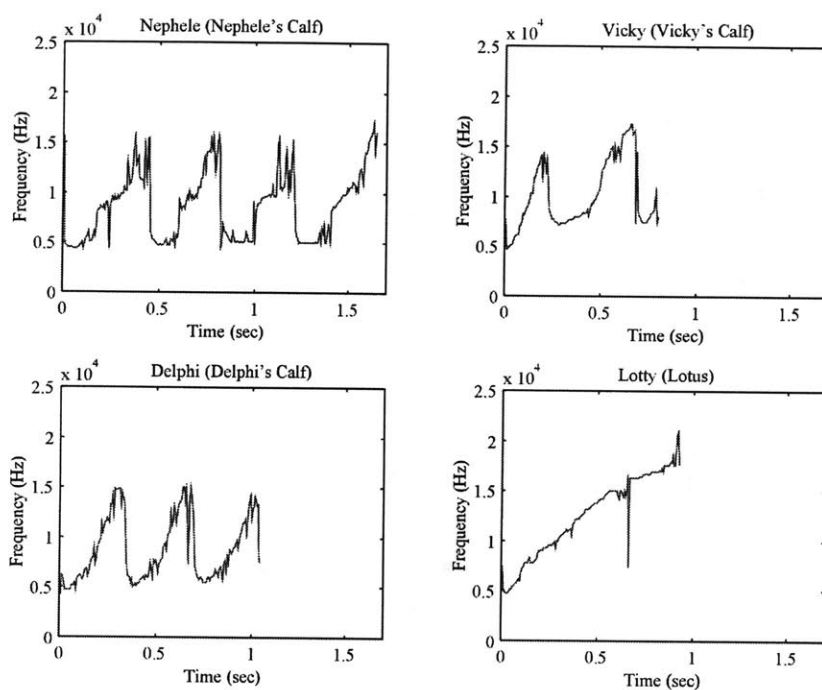 x 10⁴
Nephele (Nephele's Calf)
2.5
2
1.5
1
0.5
0
Frequency (Hz)
0
0.5
1
1.5
Time (sec)
x 10⁴
Vicky (Vicky's Calf)
2.5
2
1.5
1
0.5
0
Frequency (Hz)
0
0.5
1
1.5
Time (sec)
x 10⁴
Delphi (Delphi's Calf)
2.5
2
1.5
1
0.5
0
Frequency (Hz)
0
0.5
1
1.5
Time (sec)
x 10⁴
Lotty (Lotus)
2.5
2
1.5
1
0.5
0
Frequency (Hz)
0
0.5
1
1.5
Time (sec)